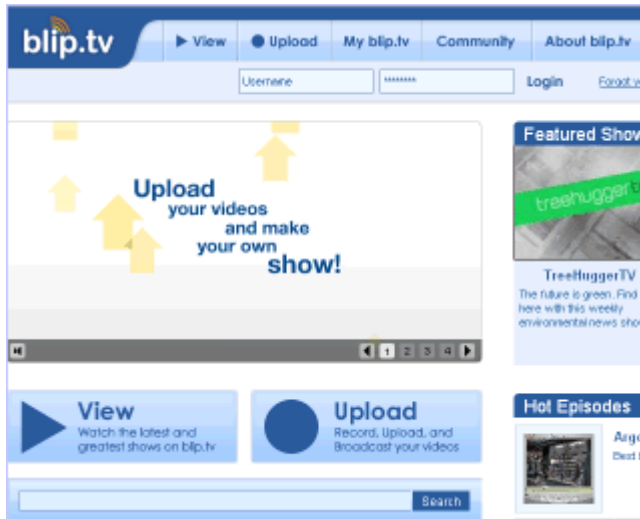 blip.tv
View
Upload
My blip.tv
Community
About blip.tv
Username
********
Login
Forgot
Featured Show
treehugger
Upload
your videos
and make
your own
show!
TreeHuggerTV
The future is green. Find
here with this weekly
environmental news show
1 2 3 4
View
Watch the latest and
greatest shows on blip.tv
Upload
Record, Upload, and
Broadcast your videos
Hot Episodes
Argo
Best
Search